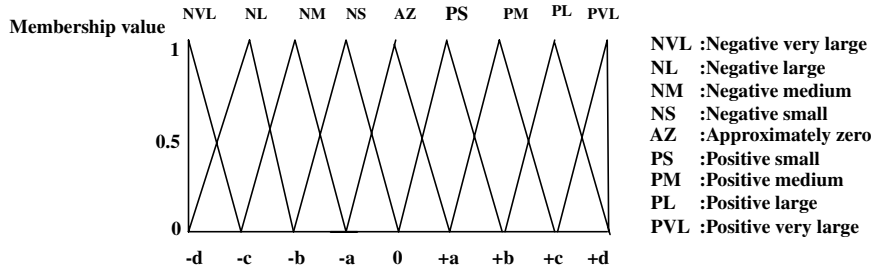 NVL NL NM NS AZ PS PM PL PVL
Membership value
1
0.5
0
-d -c -b -a 0 +a +b +c +d
NVL :Negative very large
NL :Negative large
NM :Negative medium
NS :Negative small
AZ :Approximately zero
PS :Positive small
PM :Positive medium
PL :Positive large
PVL :Positive very large